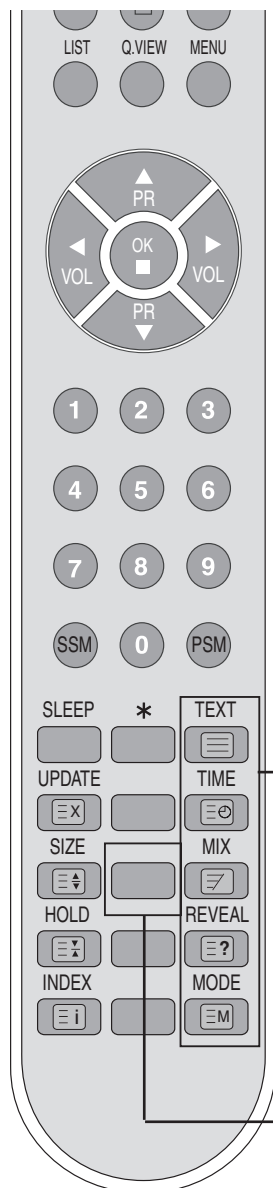 LIST Q.VIEW MENU
PR
VOL OK VOL
PR
1 2 3
4 5 6
7 8 9
SSM 0 PSM
SLEEP * TEXT
UPDATE TIME
X
SIZE MIX
HOLD REVEAL
?
INDEX MODE
i M